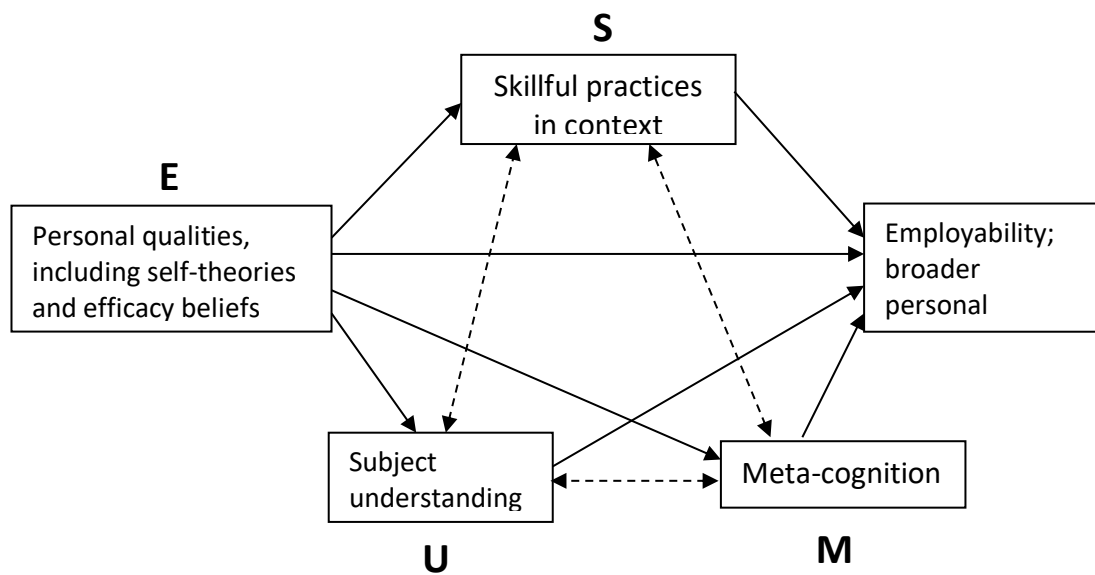 S
Skillful practices
in context
E
Personal qualities,
including self-theories
and efficacy beliefs
Employability;
broader
personal
Subject
understanding
Meta-cognition
U
M